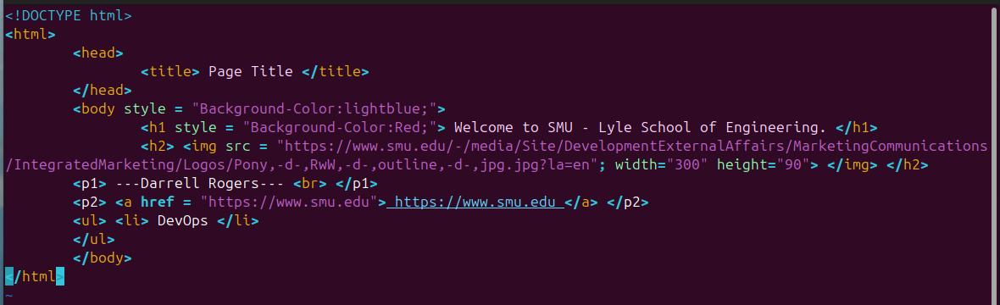 <!DOCTYPE html>
<html>
        <head>
                <title> Page Title </title>
        </head>
        <body style = "Background-Color:lightblue;">
                <h1 style = "Background-Color:Red;"> Welcome to SMU - Lyle School of Engineering. </h1>
                <h2> <img src = "https://www.smu.edu/-/media/Site/DevelopmentExternalAffairs/MarketingCommunications
/IntegratedMarketing/Logos/Pony,-d-,RwW,-d-,outline,-d-,jpg.jpg?la=en"; width="300" height="90"> </img> </h2>
        <p1> ---Darrell Rogers--- <br> </p1>
        <p2> <a href = "https://www.smu.edu"> https://www.smu.edu </a> </p2>
        <ul> <li> DevOps </li>
        </ul>
        </body>
</html>
~